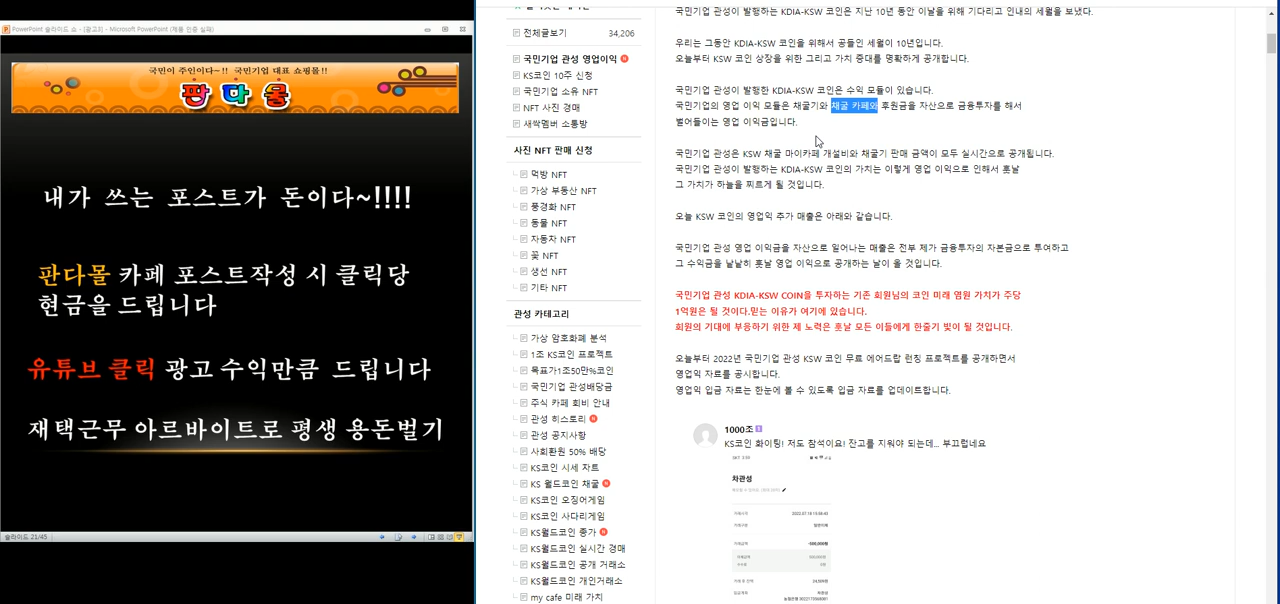 PowerPoint 슬라이드 쇼 - [광고3] - Microsoft PowerPoint (제품 인증 실패)
국민이 주인이다~!! 국민기업 대표 쇼핑몰!!
판다몰
내가 쓰는 포스트가 돈이다~!!!!
판다몰 카페 포스트작성 시 클릭당
현금을 드립니다
유튜브 클릭 광고 수익만큼 드립니다
재택근무 아르바이트로 평생 용돈벌기
슬라이드 21/45
전체글보기 34,206
국민기업 관성 영업이익 N
KS코인 10주 신청
국민기업 소유 NFT
NFT 사진 경매
새싹멤버 소통방
사진 NFT 판매 신청
먹방 NFT
가상 부동산 NFT
풍경화 NFT
동물 NFT
자동차 NFT
꽃 NFT
생선 NFT
기타 NFT
관성 카테고리
가상 암호화폐 분석
1조 KS코인 프로젝트
목표가1조50만%코인
국민기업 관성배당금
주식 카페 회비 안내
관성 히스토리 N
관성 공지사항
사회환원 50% 배당
KS코인 시세 차트
KS 월드코인 채굴 N
KS코인 오징어게임
KS코인 사다리게임
KS월드코인 종가 N
KS월드코인 실시간 경매
KS월드코인 공개 거래소
KS월드코인 개인거래소
my cafe 미래 가치
국민기업 관성이 발행하는 KDIA-KSW 코인은 지난 10년 동안 이날을 위해 기다리고 인내의 세월을 보냈다.
우리는 그동안 KDIA-KSW 코인을 위해서 공들인 세월이 10년입니다.
오늘부터 KSW 코인 상장을 위한 그리고 가치 증대를 명확하게 공개합니다.
국민기업 관성이 발행한 KDIA-KSW 코인은 수익 모듈이 있습니다.
국민기업의 영업 이익 모듈은 채굴기와 채굴 카페와 후원금을 자산으로 금융투자를 해서
벌어들이는 영업 이익금입니다.
국민기업 관성은 KSW 채굴 마이카페 개설비와 채굴기 판매 금액이 모두 실시간으로 공개됩니다.
국민기업 관성이 발행하는 KDIA-KSW 코인의 가치는 이렇게 영업 이익으로 인해서 훗날
그 가치가 하늘을 찌르게 될 것입니다.
오늘 KSW 코인의 영업익 추가 매출은 아래와 같습니다.
국민기업 관성 영업 이익금을 자산으로 일어나는 매출은 전부 제가 금융투자의 자본금으로 투여하고
그 수익금을 낱낱히 훗날 영업 이익으로 공개하는 날이 올 것입니다.
국민기업 관성 KDIA-KSW COIN을 투자하는 기존 회원님의 코인 미래 염원 가치가 주당
1억원은 될 것이다.믿는 이유가 여기에 있습니다.
회원의 기대에 부응하기 위한 제 노력은 훗날 모든 이들에게 한줄기 빛이 될 것입니다.
오늘부터 2022년 국민기업 관성 KSW 코인 무료 에어드랍 런칭 프로젝트를 공개하면서
영업익 자료를 공시합니다.
영업익 입금 자료는 한눈에 볼 수 있도록 입금 자료를 업데이트합니다.
1000조
KS코인 화이팅! 저도 참석이요! 잔고를 지워야 되는데... 부끄럽네요
차관성